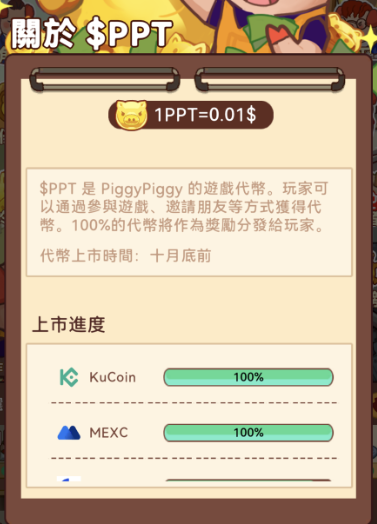 關於 $PPT
1PPT=0.01$
$PPT 是 PiggyPiggy 的遊戲代幣。玩家可
以通過參與遊戲、邀請朋友等方式獲得代
幣。100%的代幣將作為獎勵分發給玩家。
代幣上市時間：十月底前
上市進度
KuCoin 100%
MEXC 100%